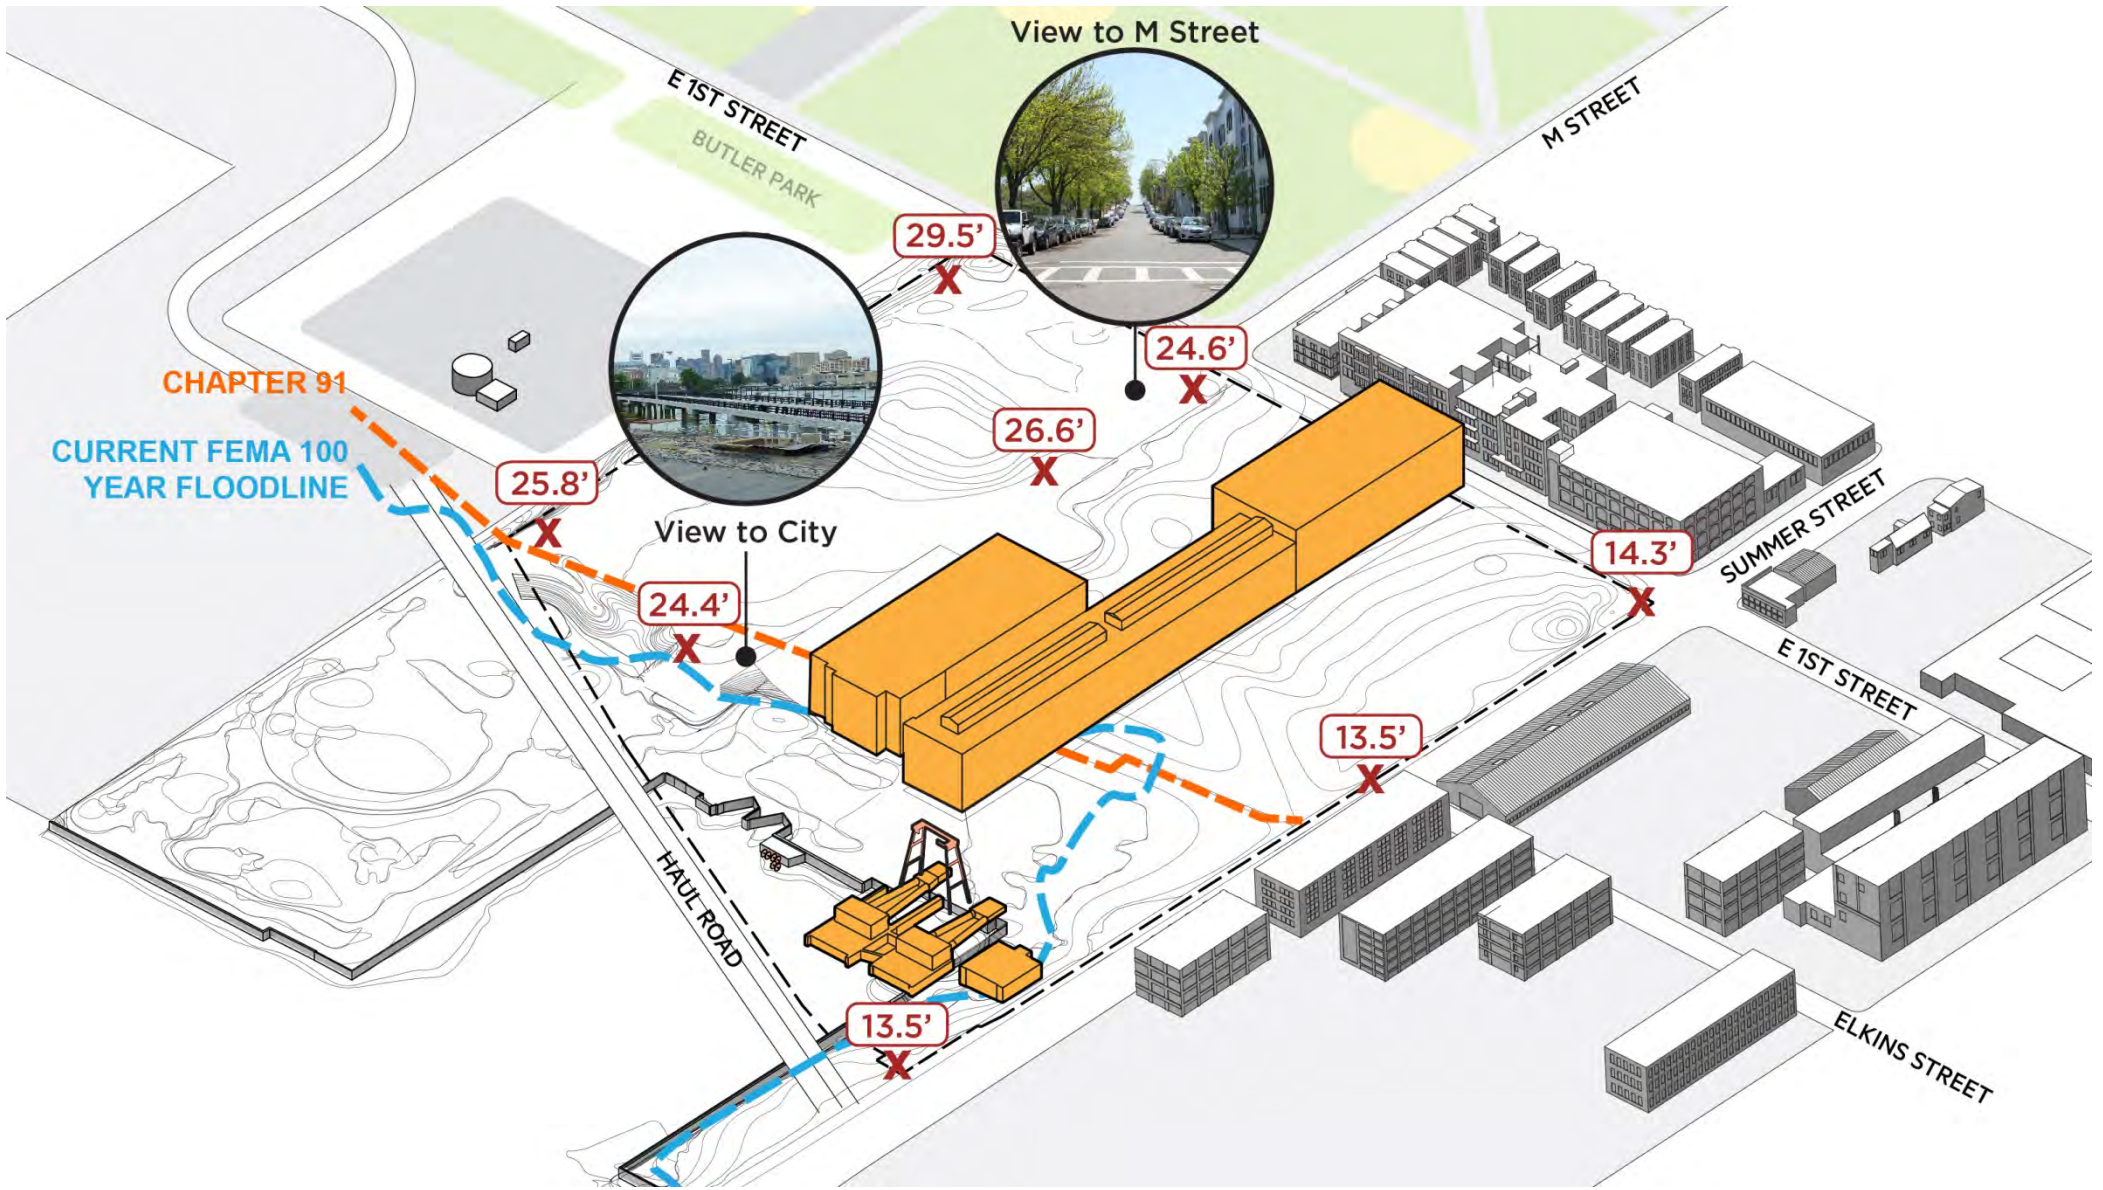 View to M Street
E 1ST STREET
BUTLER PARK
M STREET
29.5'
X
24.6'
X
CHAPTER 91
CURRENT FEMA 100
YEAR FLOODLINE
26.6'
X
25.8'
X
View to City
24.4'
X
14.3'
X
SUMMER STREET
E 1ST STREET
13.5'
X
HAUL ROAD
13.5'
X
ELKINS STREET